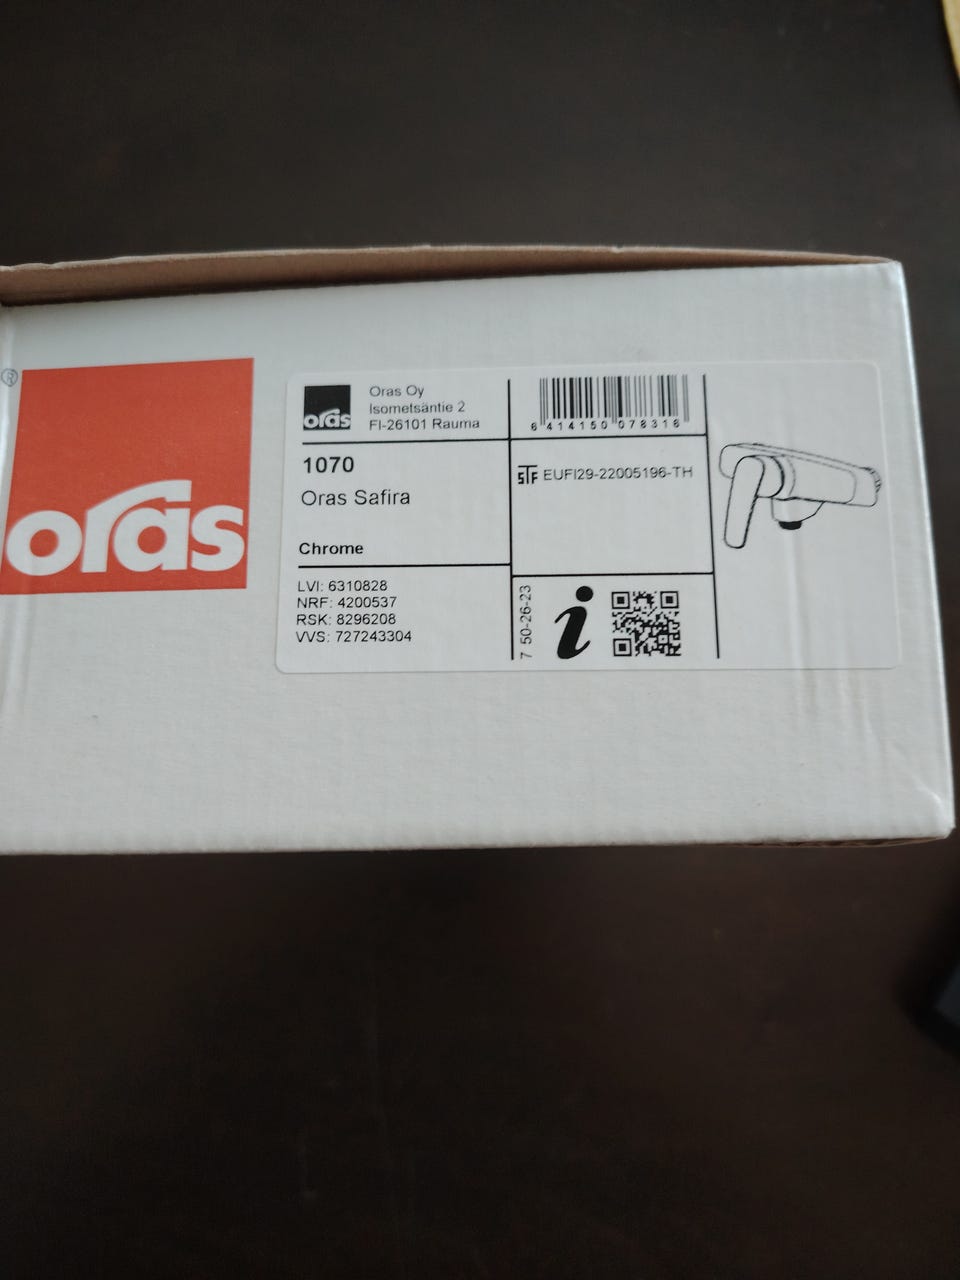 ®
oras
oras
Oras Oy
Isometsäntie 2
FI-26101 Rauma
6 414150 078316
1070
Oras Safira
Chrome
STF EUFI29-22005196-TH
LVI: 6310828
NRF: 4200537
RSK: 8296208
VVS: 727243304
7 50-26-23
i